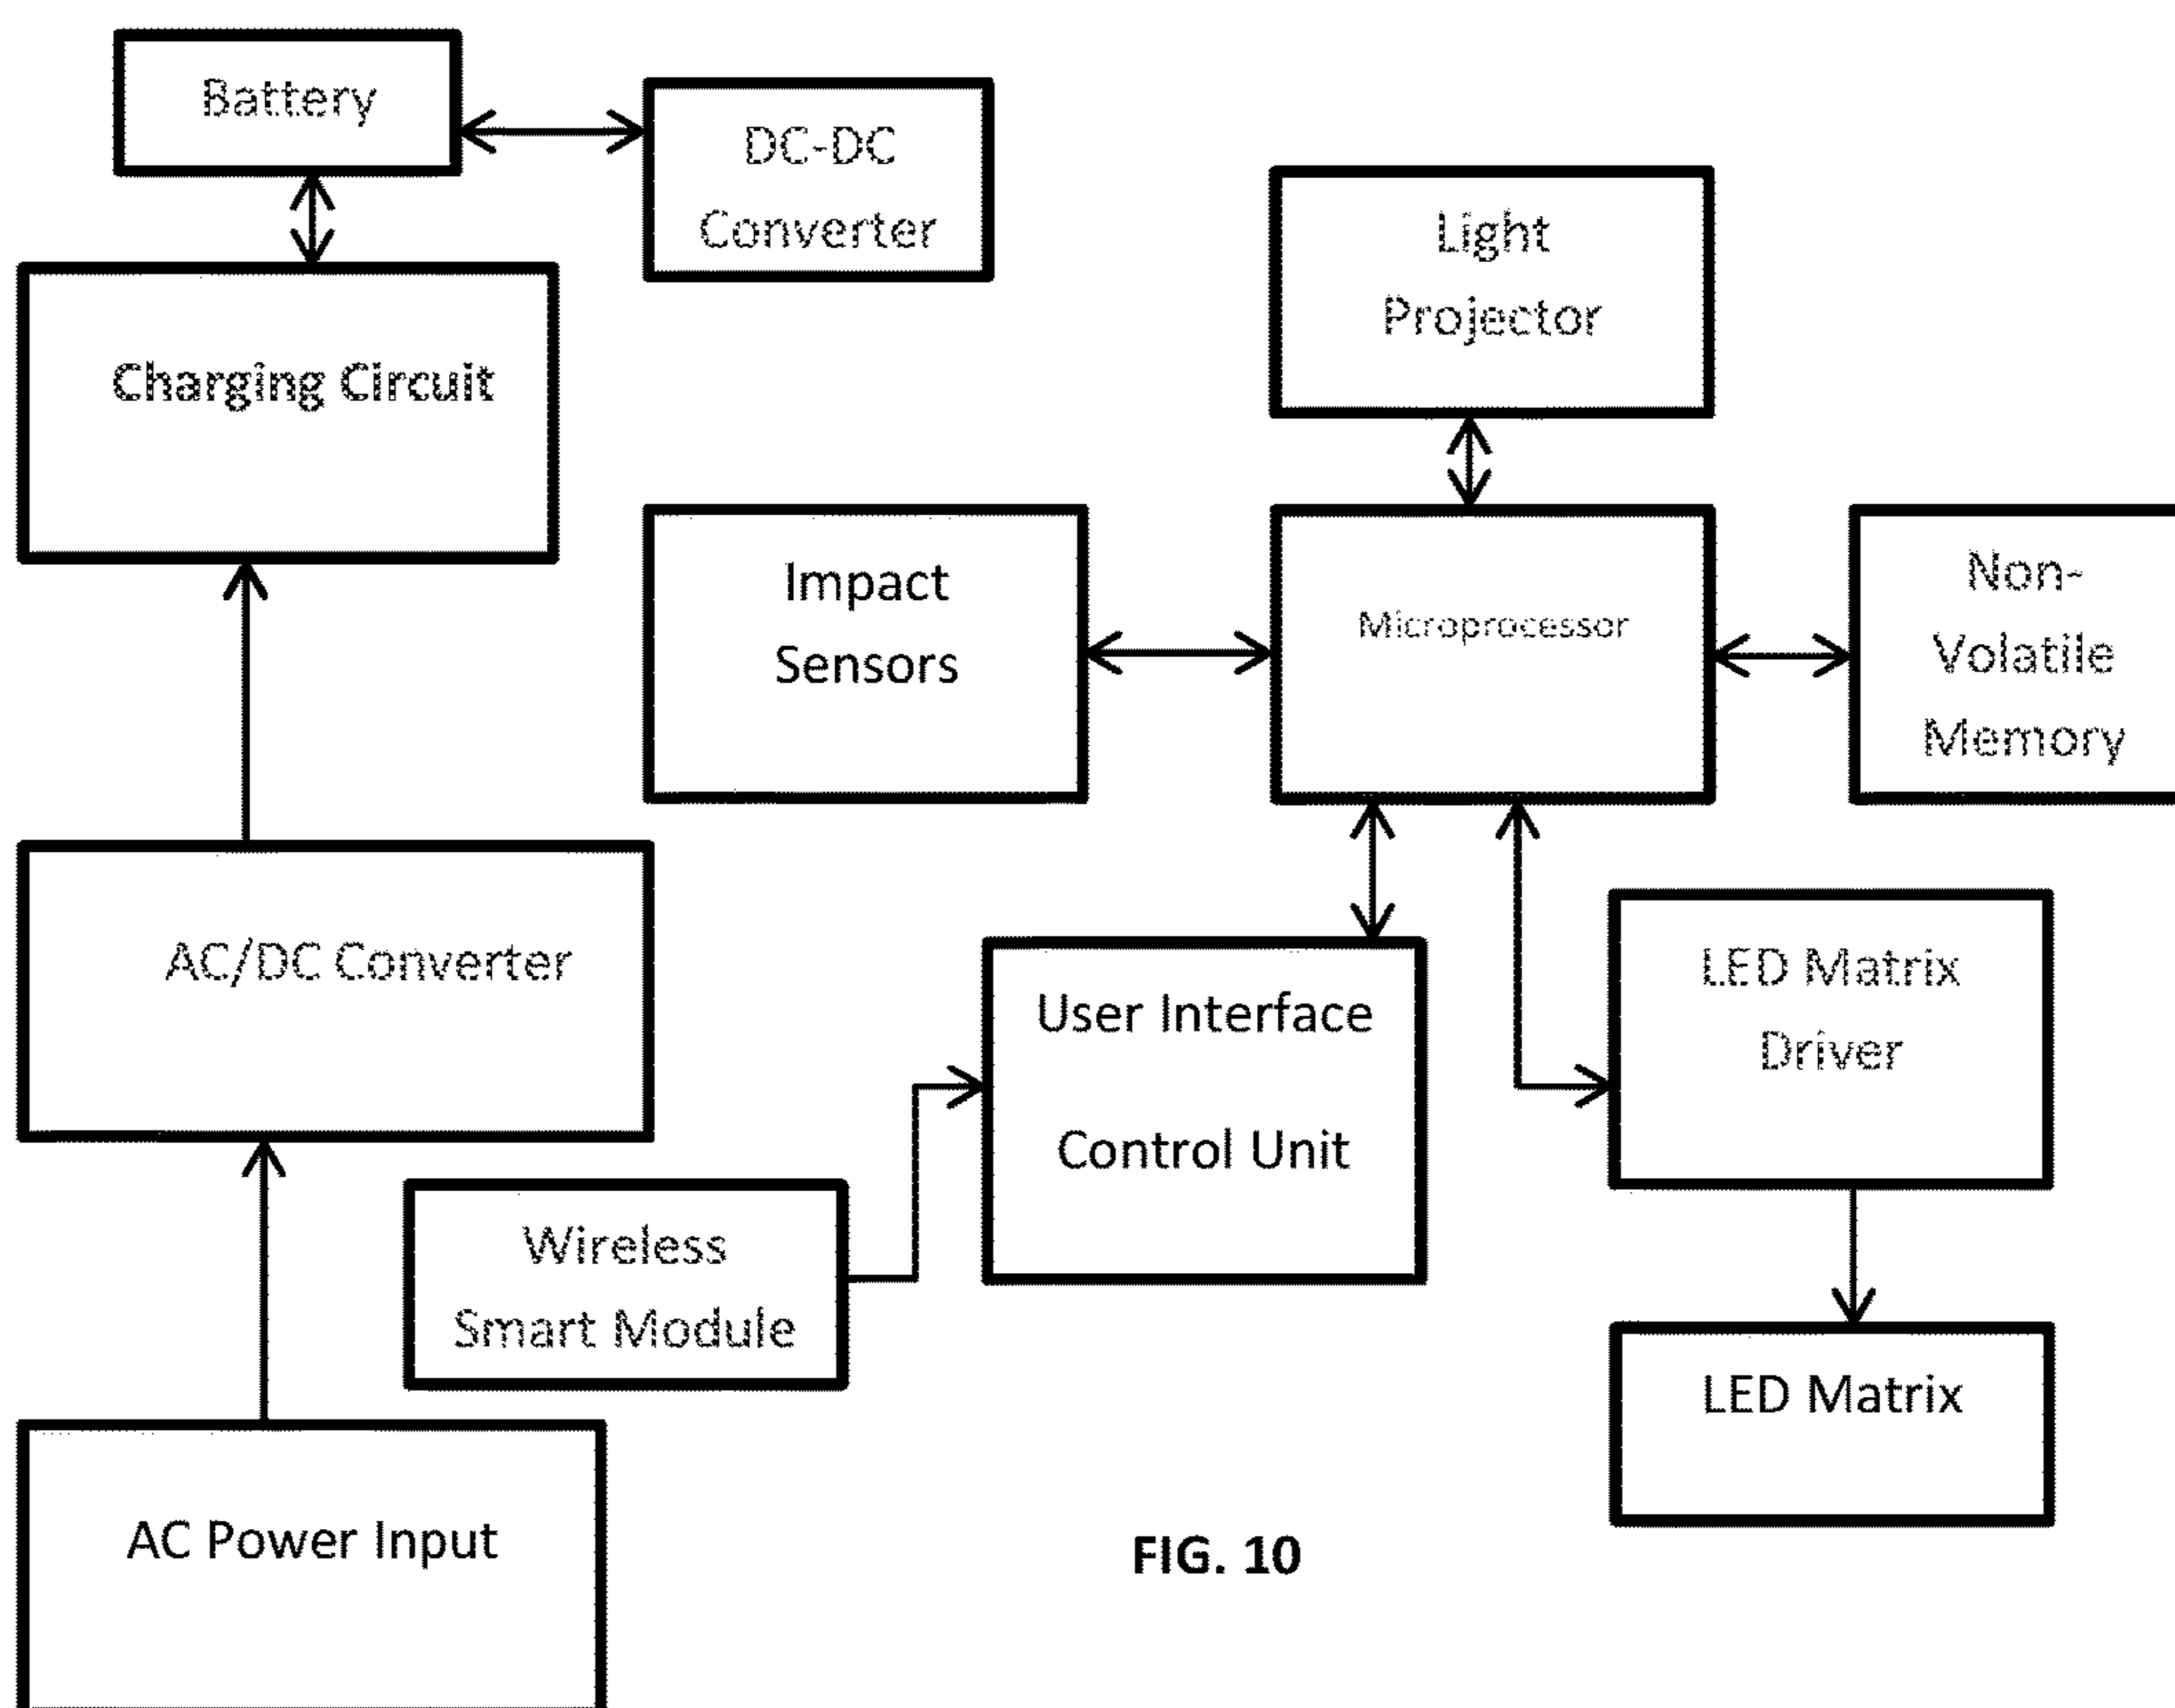 Battery
DC-DC
Converter
Light
Projector
Charging Circuit
Impact
Sensors
Microprocessor
Non-
Volatile
Memory
AC/DC Converter
User Interface
Control Unit
LED Matrix
Driver
Wireless
Smart Module
LED Matrix
AC Power Input
FIG. 10